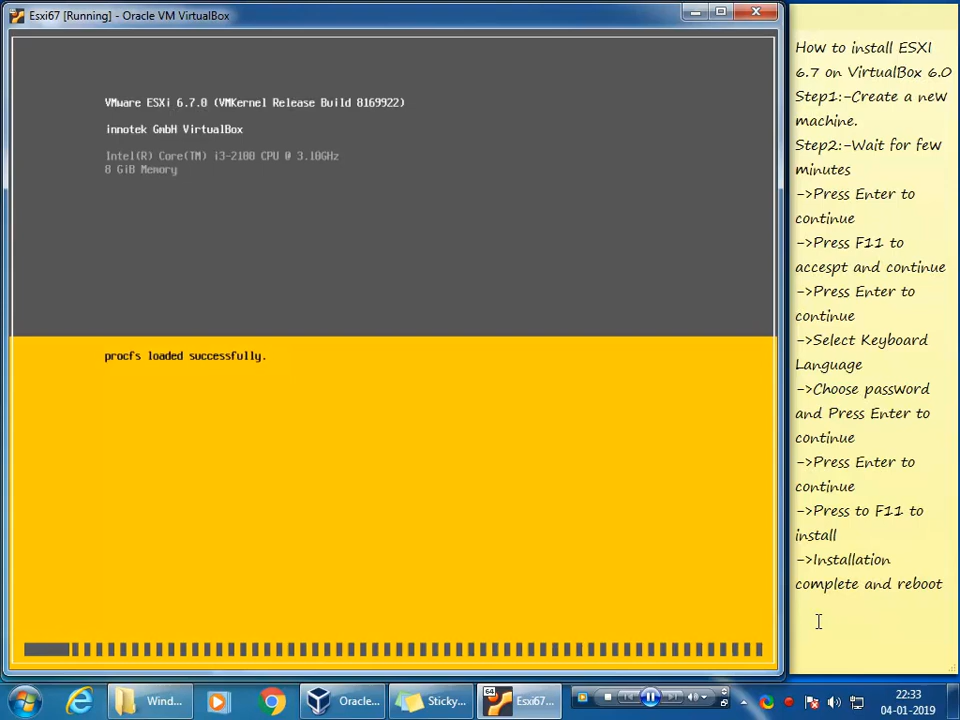 Esxi67 [Running] - Oracle VM VirtualBox
VMware ESXi 6.7.0 (VMKernel Release Build 8169922)
innotek GmbH VirtualBox
Intel(R) Core(TM) i3-2100 CPU @ 3.10GHz
8 GiB Memory
procfs loaded successfully.
How to install ESXI
6.7 on VirtualBox 6.0
Step1:-Create a new
machine.
Step2:-Wait for few
minutes
->Press Enter to
continue
->Press F11 to
accespt and continue
->Press Enter to
continue
->Select Keyboard
Language
->Choose password
and Press Enter to
continue
->Press Enter to
continue
->Press to F11 to
install
->Installation
complete and reboot
Wind...
Oracle...
Sticky...
64
Esxi67...
22:33
04-01-2019